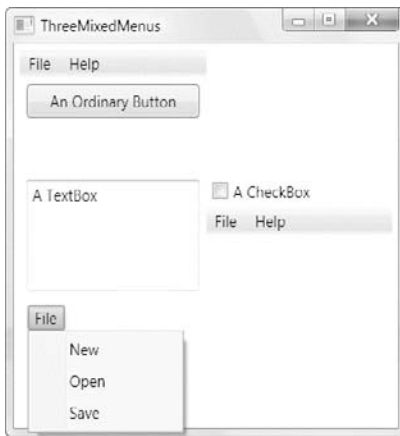 ThreeMixedMenus
File Help
An Ordinary Button
A TextBox
A CheckBox
File Help
File
New
Open
Save